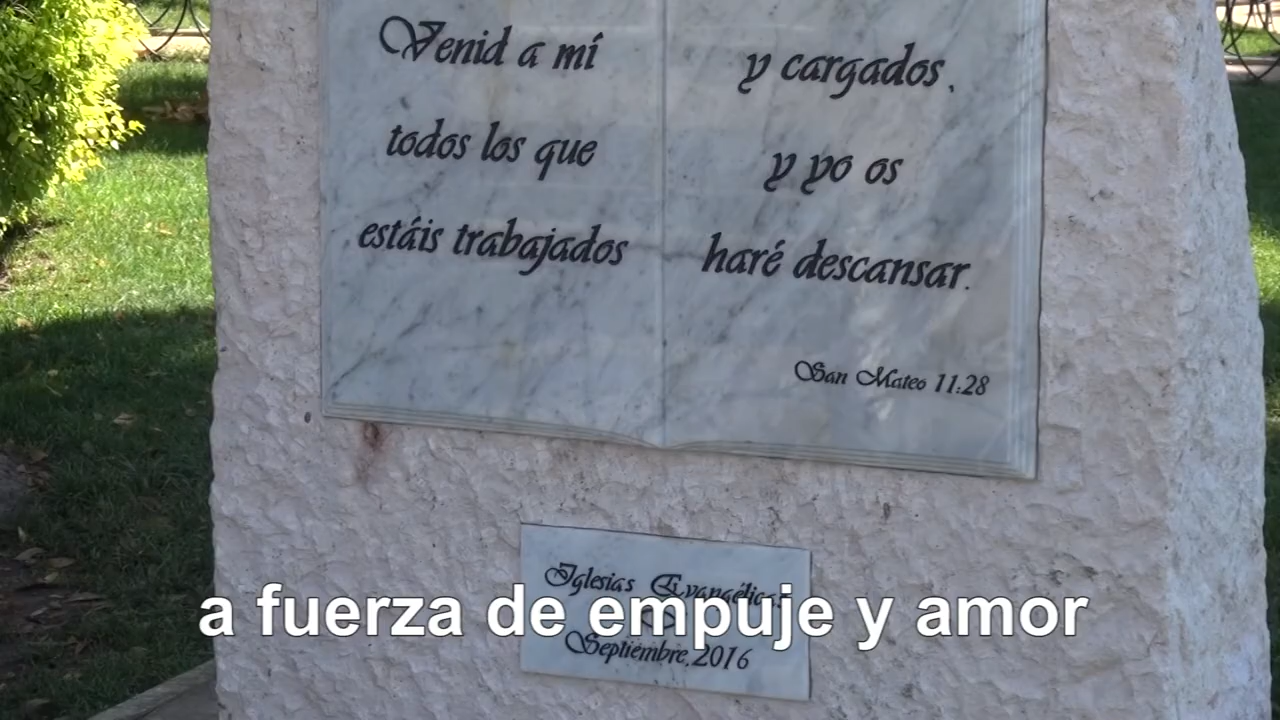 Venid a mí
todos los que
estáis trabajados
y cargados,
y yo os
haré descansar.
San Mateo 11:28
Iglesias Evangélicas
Septiembre, 2016
a fuerza de empuje y amor